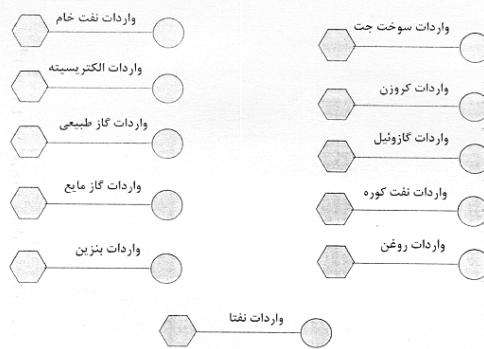 واردات سوخت جت
واردات کروزن
واردات گازوئیل
واردات نفت کوره
واردات روغن
واردات نفت خام
واردات الکتریسیته
واردات گاز طبیعی
واردات گاز مایع
واردات بنزین
واردات نفتا